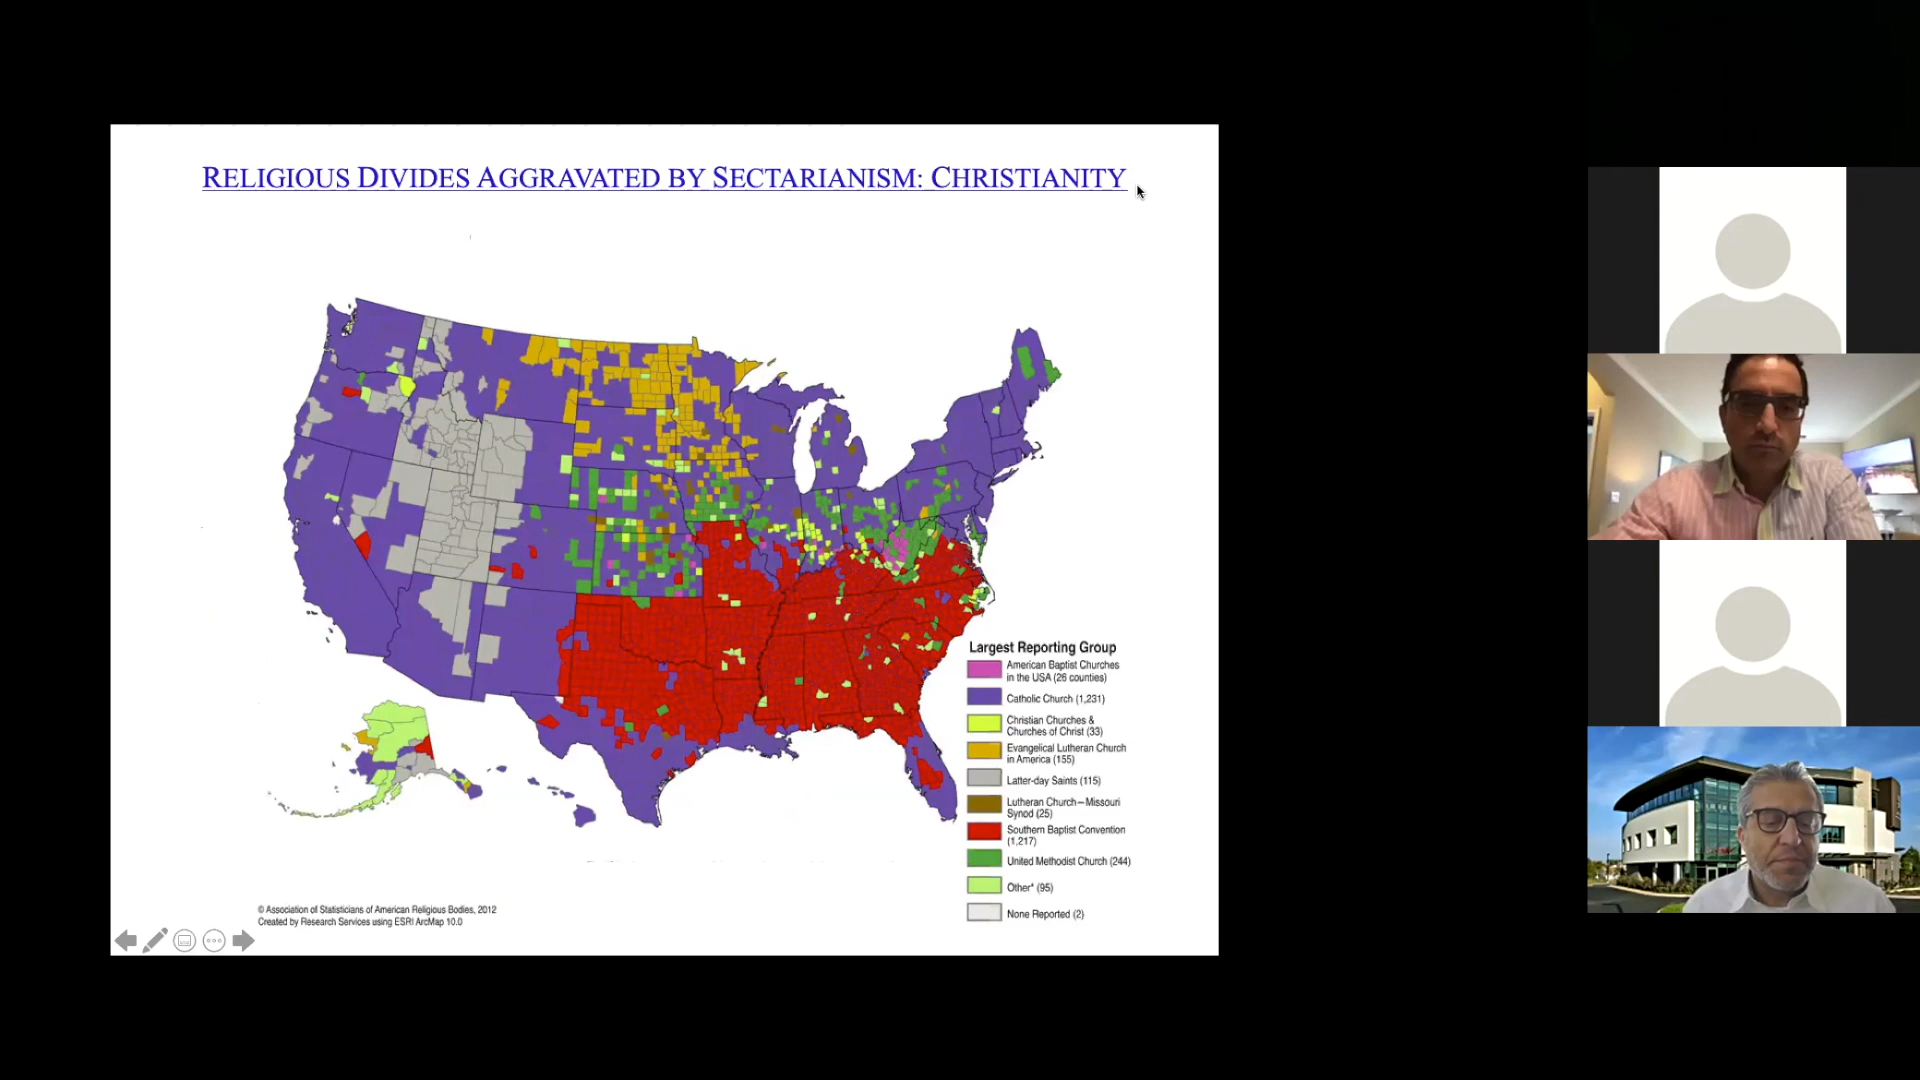 RELIGIOUS DIVIDES AGGRAVATED BY SECTARIANISM: CHRISTIANITY
Largest Reporting Group
American Baptist Churches
in the USA (26 counties)
Catholic Church (1,231)
Christian Churches &
Churches of Christ (33)
Evangelical Lutheran Church
in America (155)
Latter-day Saints (115)
Lutheran Church—Missouri
Synod (25)
Southern Baptist Convention
(1,217)
United Methodist Church (244)
Other* (95)
None Reported (2)
© Association of Statisticians of American Religious Bodies, 2012
Created by Research Services using ESRI ArcMap 10.0